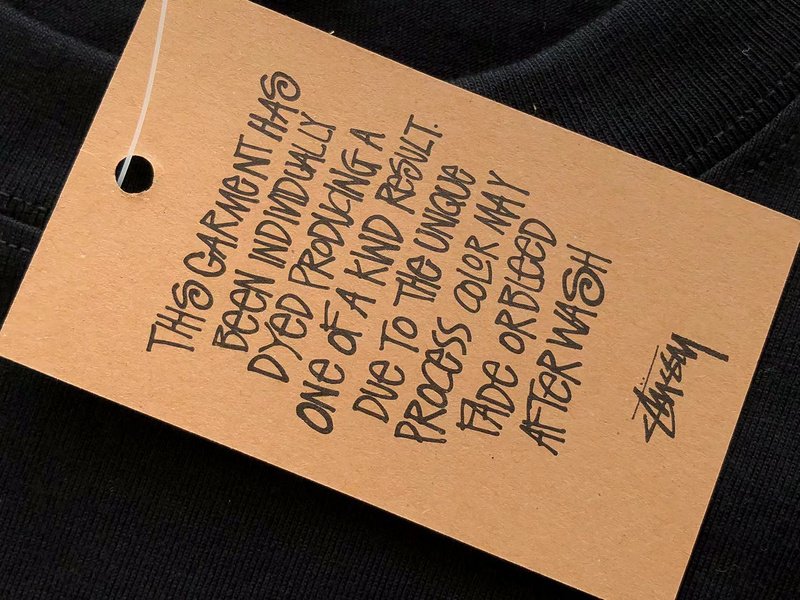 THIS GARMENT HAS
BEEN INDIVIDUALLY
DYED PRODUCING A
ONE OF A KIND RESULT.
DUE TO THE UNIQUE
PROCESS COLOR MAY
FADE OR BLEED
AFTER WASH
Stüssy